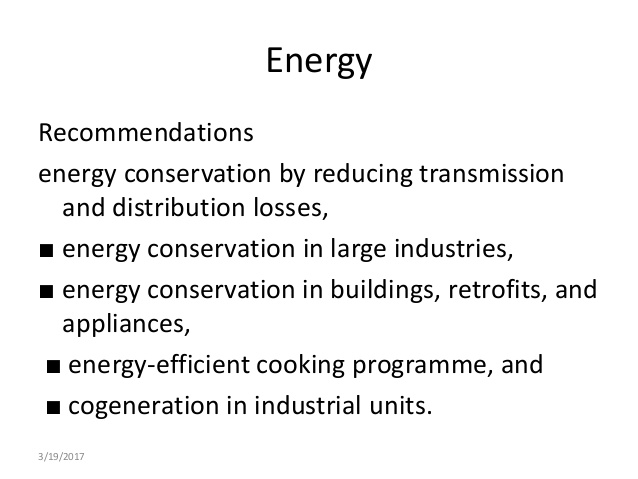 Energy
Recommendations
energy conservation by reducing transmission
and distribution losses,
■ energy conservation in large industries,
■ energy conservation in buildings, retrofits, and
appliances,
■ energy-efficient cooking programme, and
■ cogeneration in industrial units.
3/19/2017